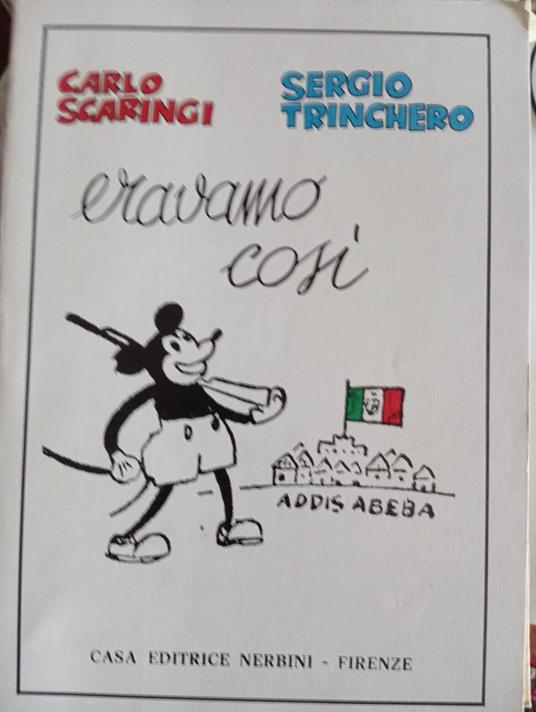 CARLO
SCARINGI
SERGIO
TRINCHERO
eravamo
così
ADDIS ABEBA
CASA EDITRICE NERBINI - FIRENZE